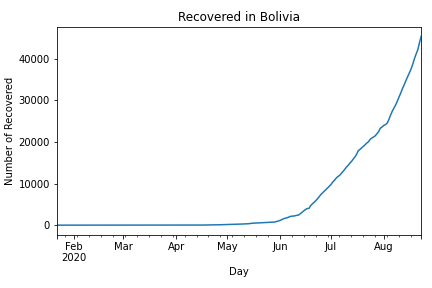 Recovered in Bolivia
Number of Recovered
40000
30000
20000
10000
0
Feb
2020
Mar
Apr
May
Jun
Jul
Aug
Day